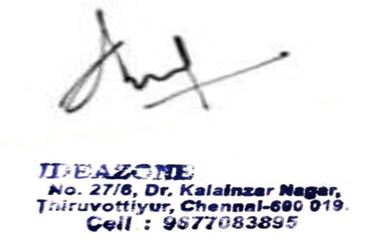 IDEAZONE
No. 27/6, Dr. Kalainzar Nagar,
Thiruvottiyur, Chennai-600 019.
Cell : 9677083895